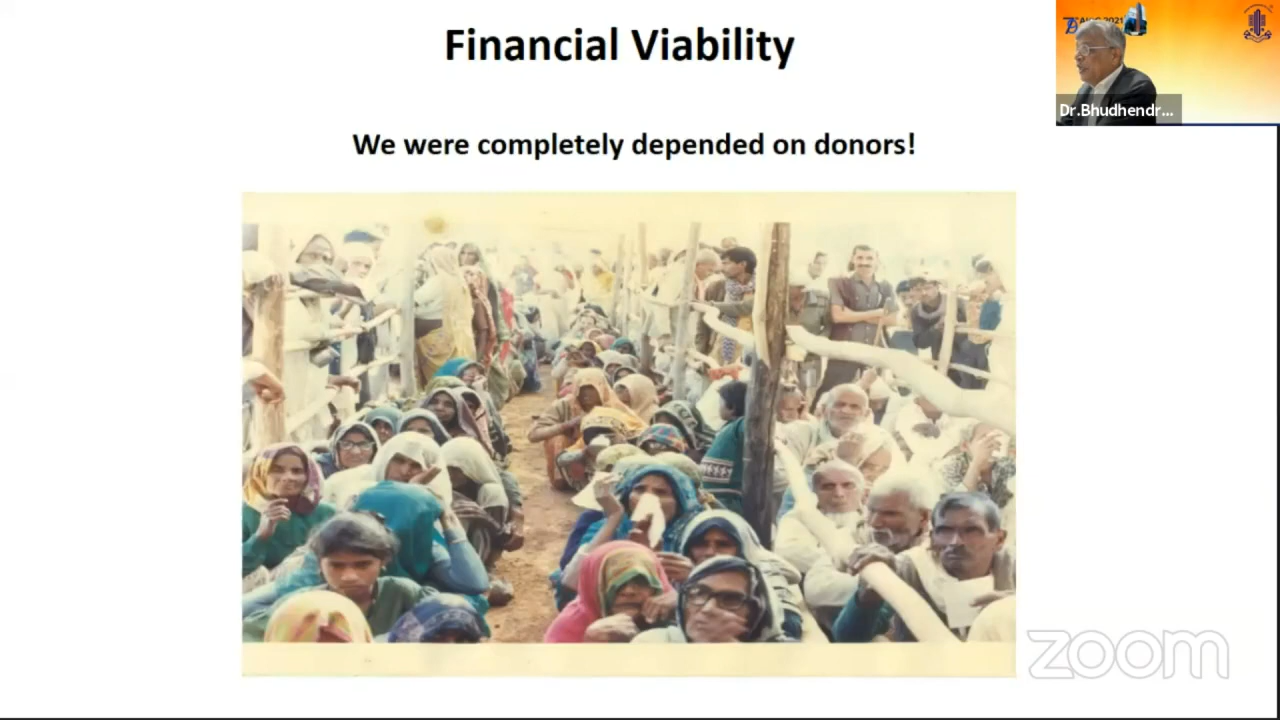 Financial Viability
We were completely depended on donors!
Dr.Bhudhendr...
zoom